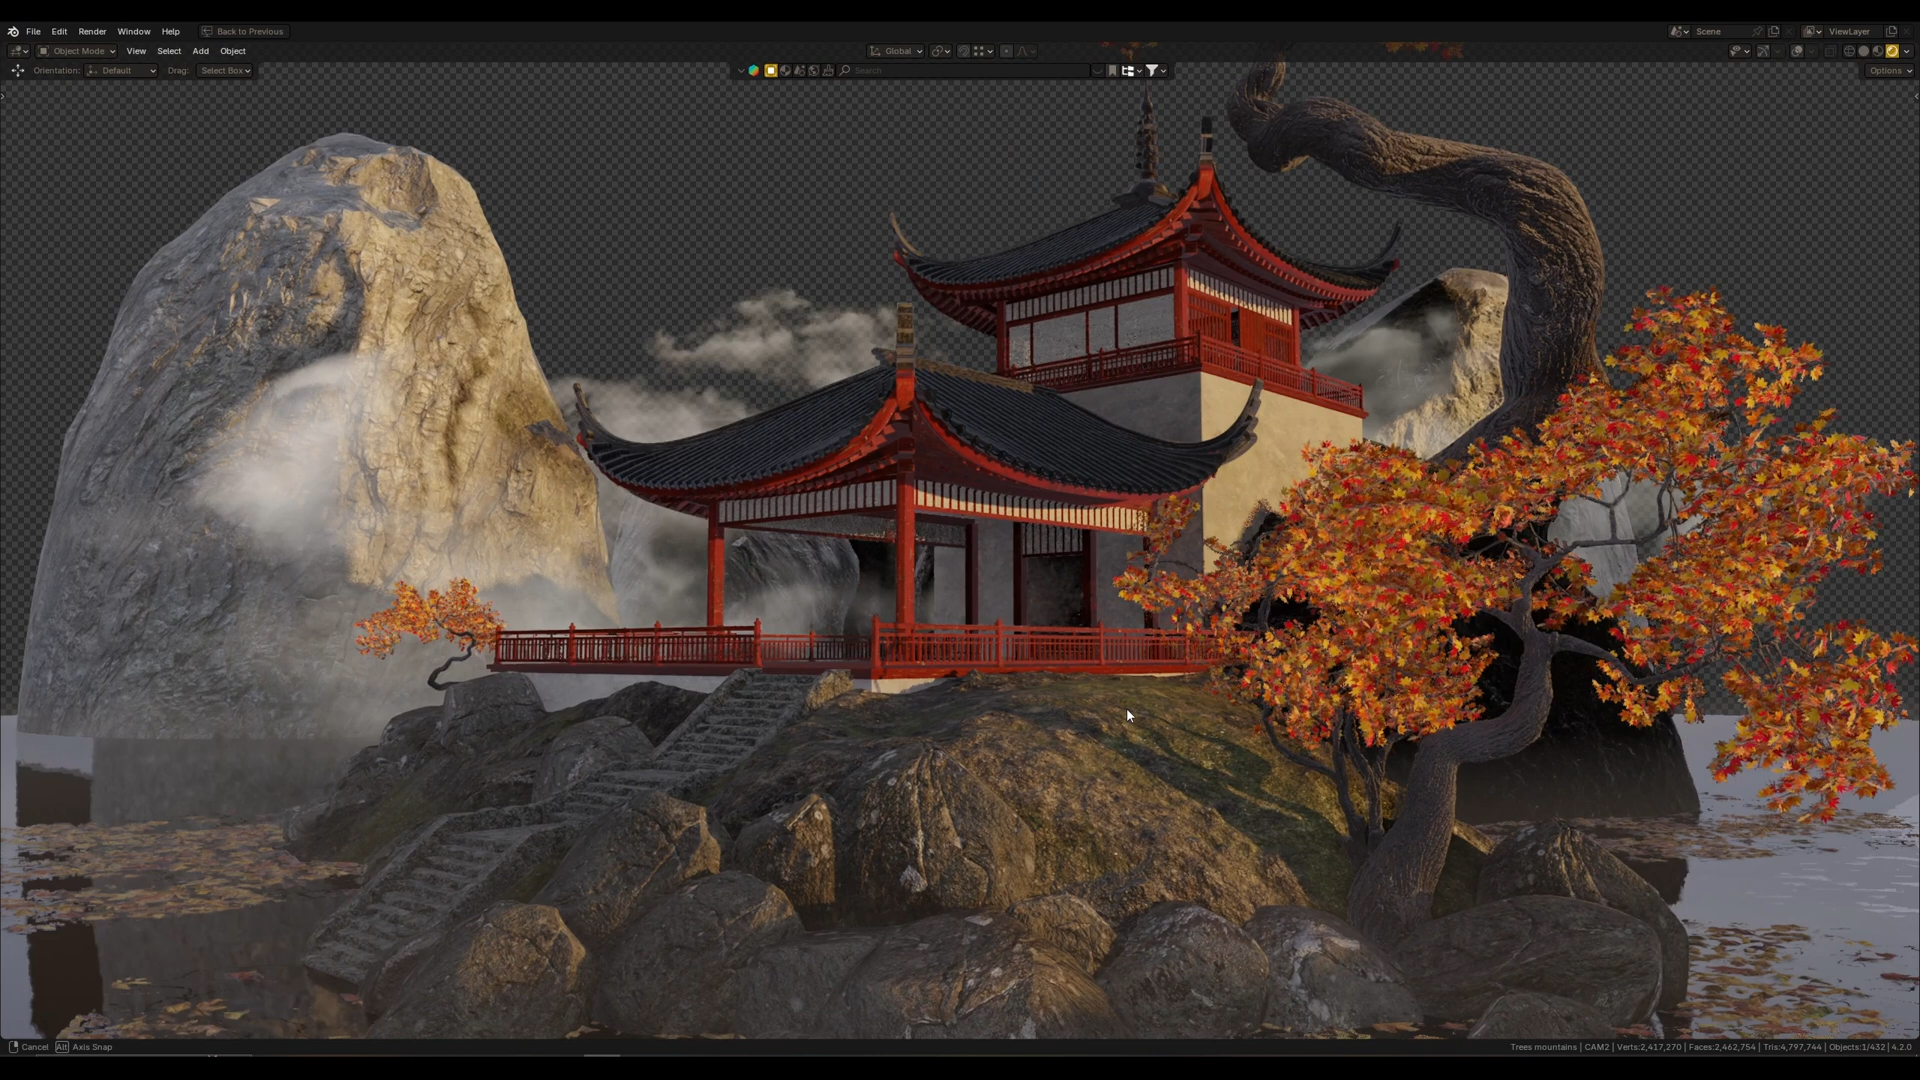 File Edit Render Window Help Back to Previous Scene ViewLayer
Object Mode View Select Add Object Global
Orientation: Default Drag: Select Box Search Options
Cancel Alt Axis Snap Trees mountains | CAM2 | Verts:2,417,270 | Faces:2,462,754 | Tris:4,797,744 | Objects:1/432 | 4.2.0